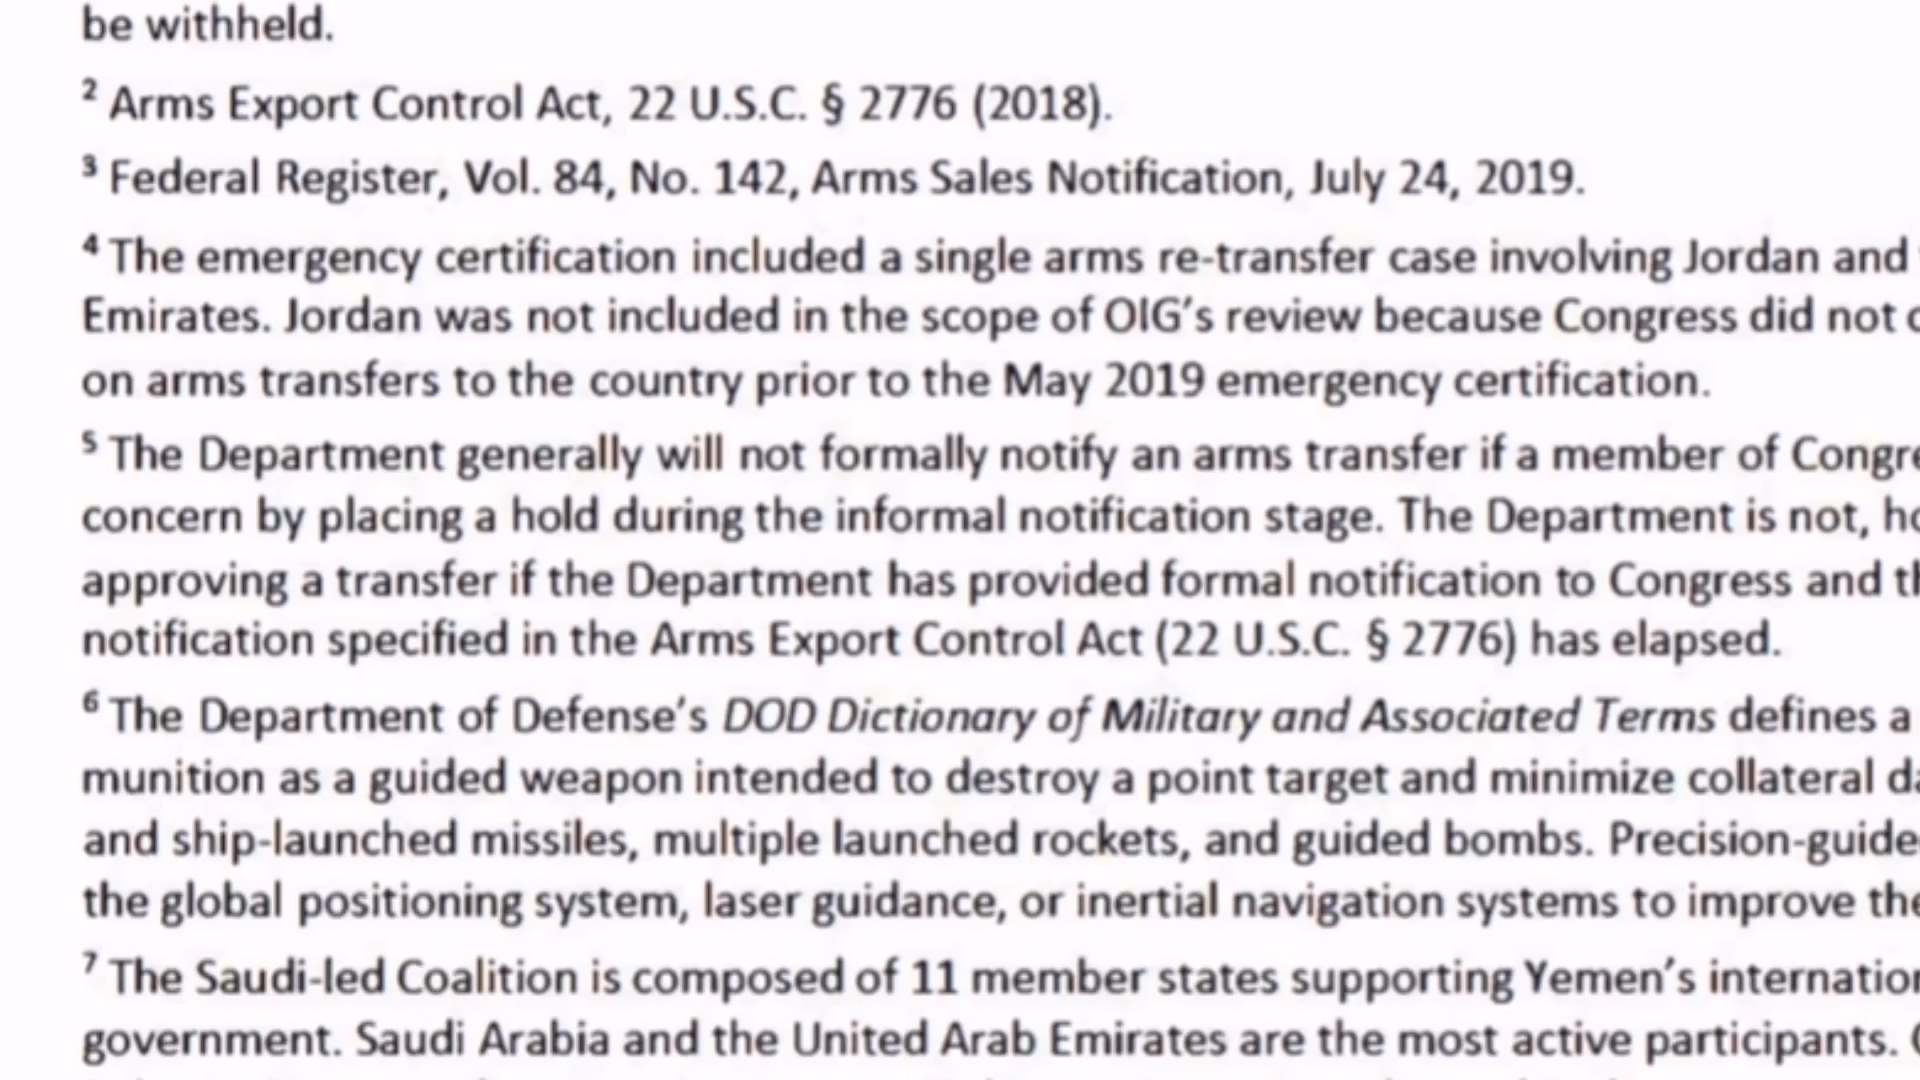 be withheld.
2 Arms Export Control Act, 22 U.S.C. § 2776 (2018).
3 Federal Register, Vol. 84, No. 142, Arms Sales Notification, July 24, 2019.
4 The emergency certification included a single arms re-transfer case involving Jordan and
Emirates. Jordan was not included in the scope of OIG's review because Congress did not
on arms transfers to the country prior to the May 2019 emergency certification.
5 The Department generally will not formally notify an arms transfer if a member of Congre
concern by placing a hold during the informal notification stage. The Department is not, ho
approving a transfer if the Department has provided formal notification to Congress and th
notification specified in the Arms Export Control Act (22 U.S.C. § 2776) has elapsed.
6 The Department of Defense's DOD Dictionary of Military and Associated Terms defines a
munition as a guided weapon intended to destroy a point target and minimize collateral da
and ship-launched missiles, multiple launched rockets, and guided bombs. Precision-guide
the global positioning system, laser guidance, or inertial navigation systems to improve the
7 The Saudi-led Coalition is composed of 11 member states supporting Yemen's internation
government. Saudi Arabia and the United Arab Emirates are the most active participants.